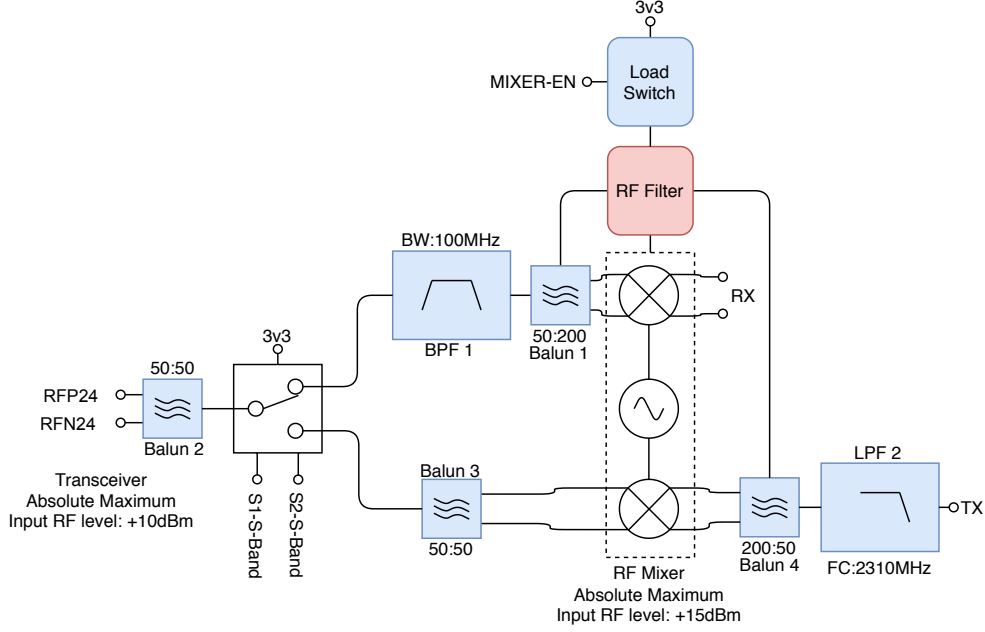 3v3
MIXER-EN
Load
Switch
RF Filter
BW:100MHz
BPF 1
50:200
Balun 1
RX
3v3
50:50
RFP24
RFN24
Balun 2
Transceiver
Absolute Maximum
Input RF level: +10dBm
S1-S-Band
S2-S-Band
Balun 3
50:50
RF Mixer
Absolute Maximum
Input RF level: +15dBm
200:50
Balun 4
LPF 2
TX
FC:2310MHz